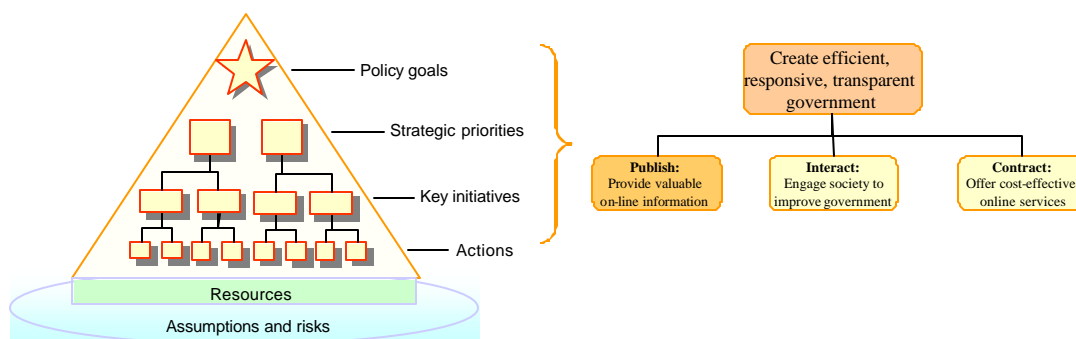 Policy goals
Strategic priorities
Key initiatives
Actions
Resources
Assumptions and risks
Create efficient,
responsive, transparent
government
Publish:
Provide valuable
on-line information
Interact:
Engage society to
improve government
Contract:
Offer cost-effective
online services